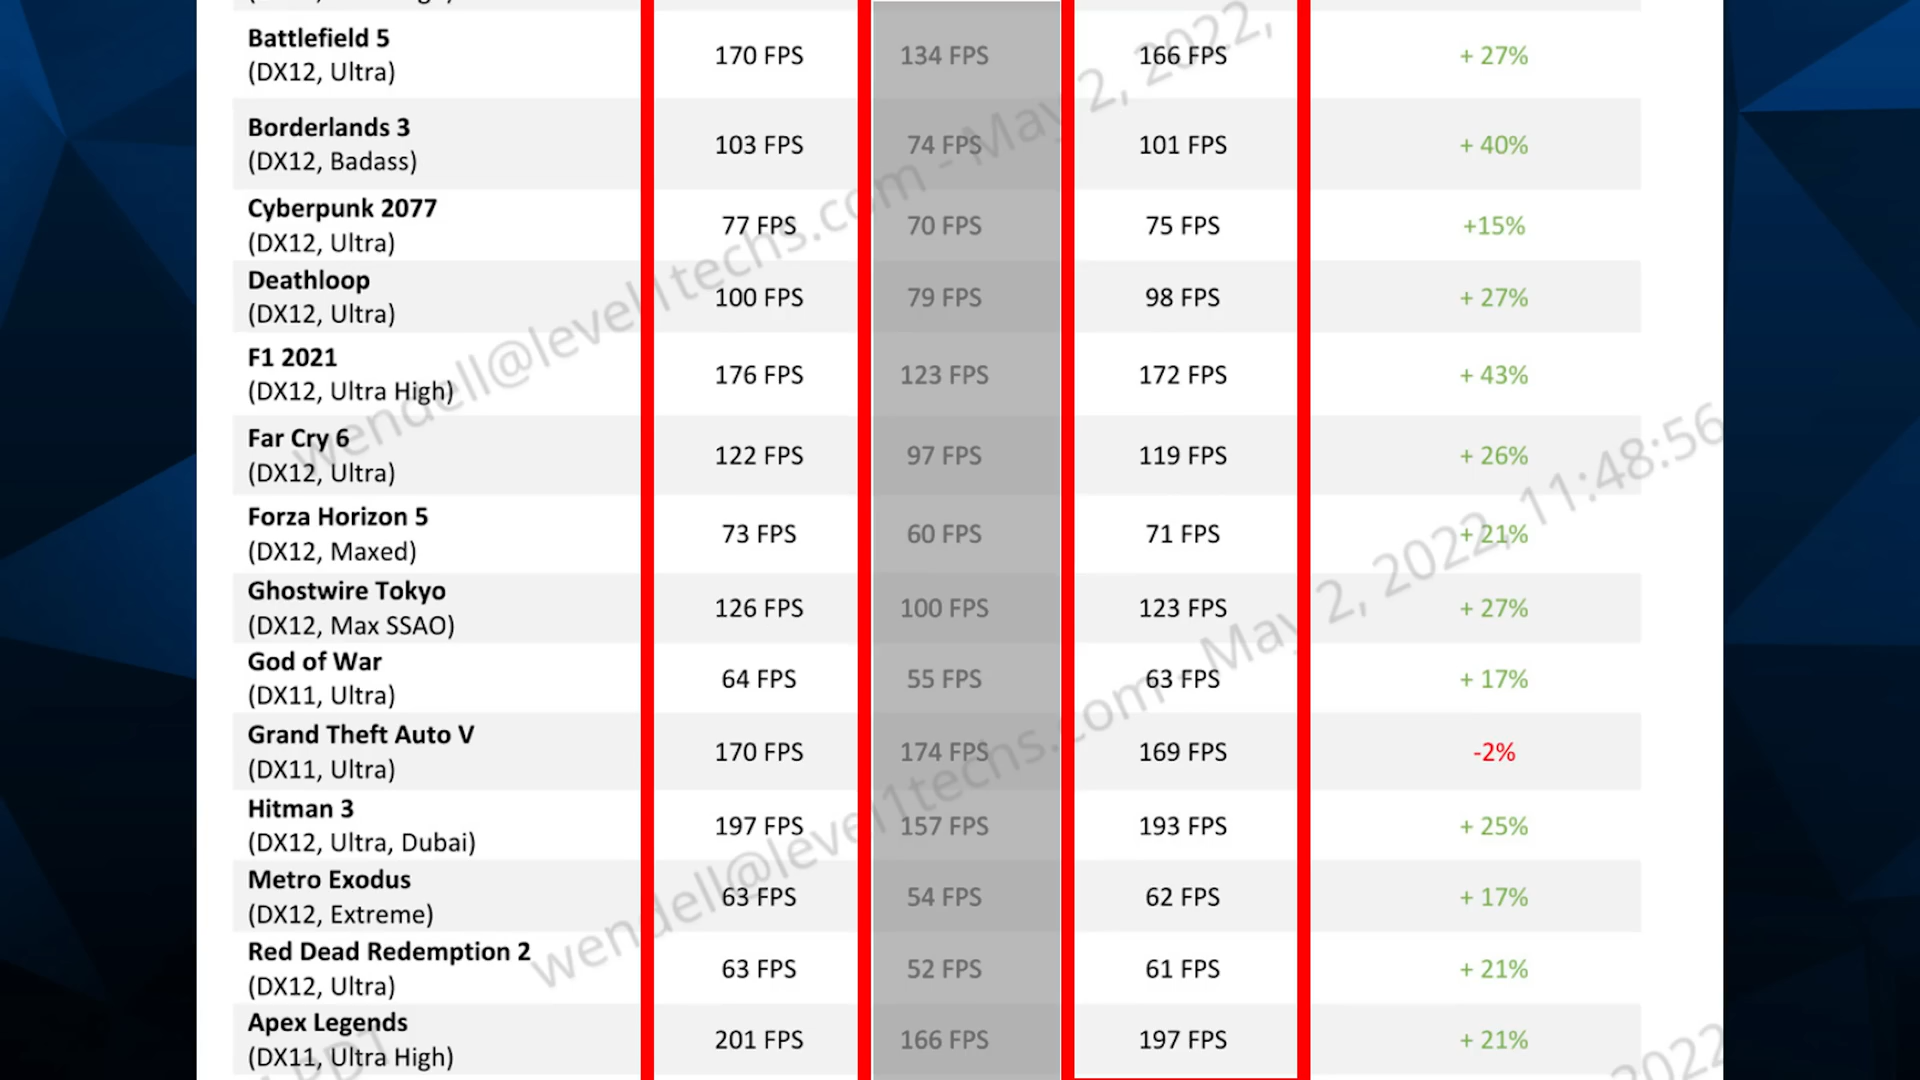 Battlefield 5
(DX12, Ultra)
170 FPS 134 FPS 166 FPS + 27%
Borderlands 3
(DX12, Badass)
103 FPS 74 FPS 101 FPS + 40%
Cyberpunk 2077
(DX12, Ultra)
77 FPS 70 FPS 75 FPS +15%
Deathloop
(DX12, Ultra)
100 FPS 79 FPS 98 FPS + 27%
F1 2021
(DX12, Ultra High)
176 FPS 123 FPS 172 FPS + 43%
Far Cry 6
(DX12, Ultra)
122 FPS 97 FPS 119 FPS + 26%
Forza Horizon 5
(DX12, Maxed)
73 FPS 60 FPS 71 FPS + 21%
Ghostwire Tokyo
(DX12, Max SSAO)
126 FPS 100 FPS 123 FPS + 27%
God of War
(DX11, Ultra)
64 FPS 55 FPS 63 FPS + 17%
Grand Theft Auto V
(DX11, Ultra)
170 FPS 174 FPS 169 FPS -2%
Hitman 3
(DX12, Ultra, Dubai)
197 FPS 157 FPS 193 FPS + 25%
Metro Exodus
(DX12, Extreme)
63 FPS 54 FPS 62 FPS + 17%
Red Dead Redemption 2
(DX12, Ultra)
63 FPS 52 FPS 61 FPS + 21%
Apex Legends
(DX11, Ultra High)
201 FPS 166 FPS 197 FPS + 21%
wendell@level1techs.com - May 2, 2022,
wendell@level1techs.com - May 2, 2022, 11:48:56
2022